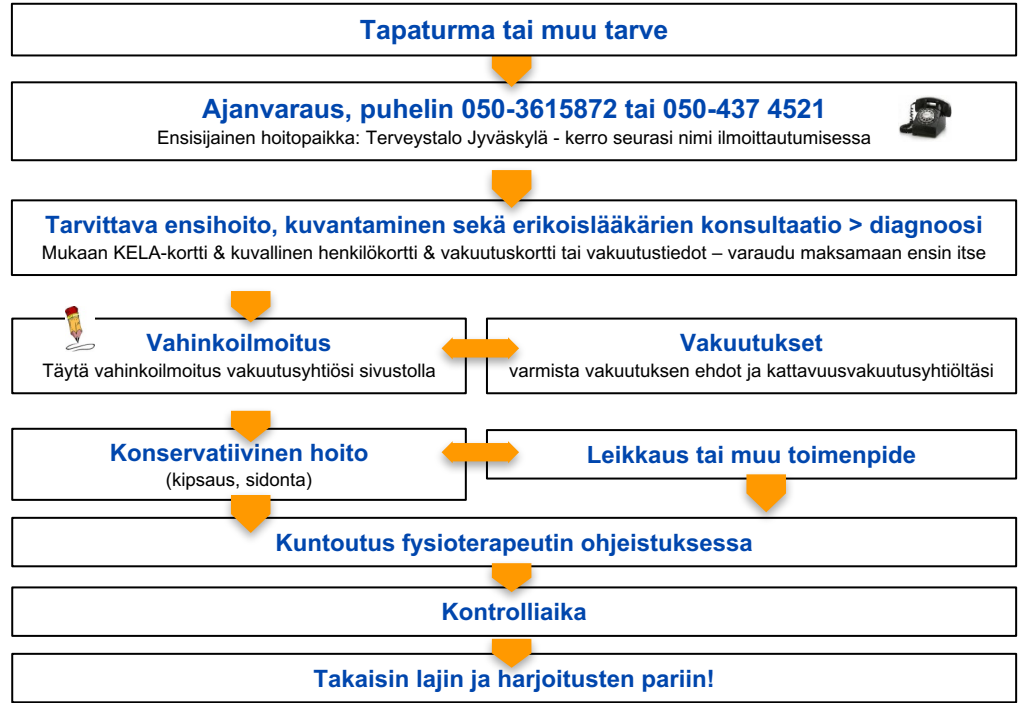 Tapaturma tai muu tarve
Ajanvaraus, puhelin 050-3615872 tai 050-437 4521
Ensisijainen hoitopaikka: Terveystalo Jyväskylä - kerro seurasi nimi ilmoittautumisessa
Tarvittava ensihoito, kuvantaminen sekä erikoislääkärien konsultaatio > diagnoosi
Mukaan KELA-kortti & kuvallinen henkilökortti & vakuutuskortti tai vakuutustiedot – varaudu maksamaan ensin itse
Vahinkoilmoitus
Täytä vahinkoilmoitus vakuutusyhtiösi sivustolla
Vakuutukset
varmista vakuutuksen ehdot ja kattavuusvakuutusyhtiöltäsi
Konservatiivinen hoito
(kipsaus, sidonta)
Leikkaus tai muu toimenpide
Kuntoutus fysioterapeutin ohjeistuksessa
Kontrolliaika
Takaisin lajin ja harjoitusten pariin!